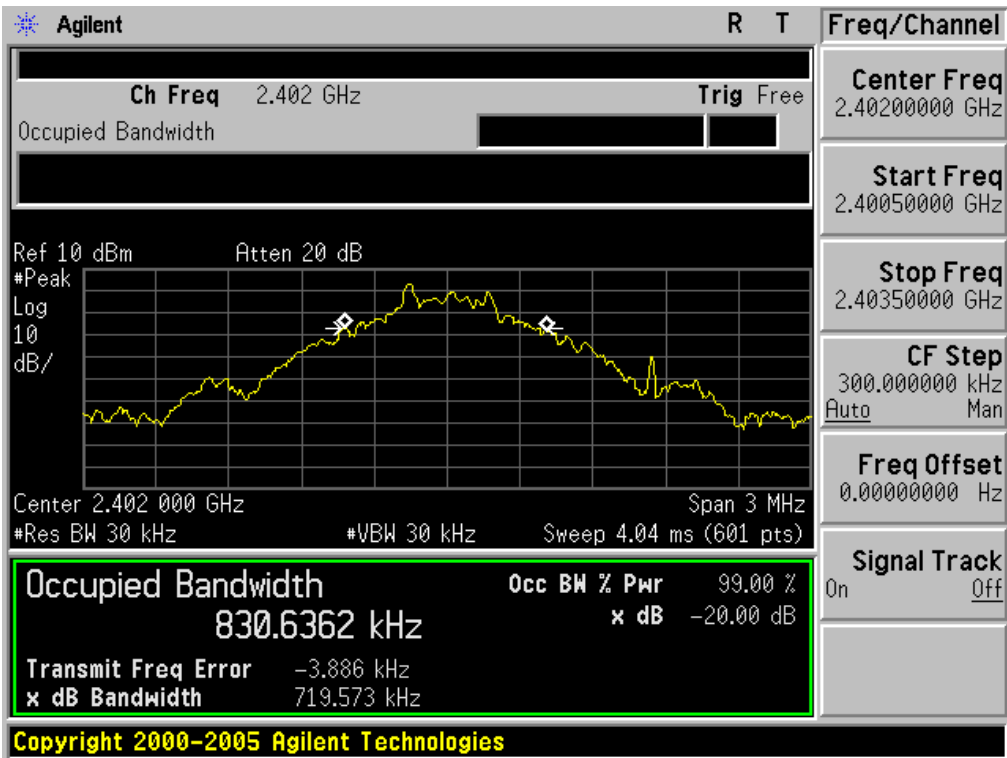 Agilent R T Freq/Channel
Ch Freq 2.402 GHz Trig Free
Occupied Bandwidth
Center Freq
2.40200000 GHz
Start Freq
2.40050000 GHz
Stop Freq
2.40350000 GHz
CF Step
300.000000 kHz
Auto Man
Freq Offset
0.00000000 Hz
Signal Track
On Off
Ref 10 dBm Atten 20 dB
#Peak
Log
10
dB/
Center 2.402 000 GHz Span 3 MHz
#Res BW 30 kHz #VBW 30 kHz Sweep 4.04 ms (601 pts)
Occupied Bandwidth Occ BW % Pwr 99.00 %
830.6362 kHz x dB -20.00 dB
Transmit Freq Error -3.886 kHz
x dB Bandwidth 719.573 kHz
Copyright 2000-2005 Agilent Technologies